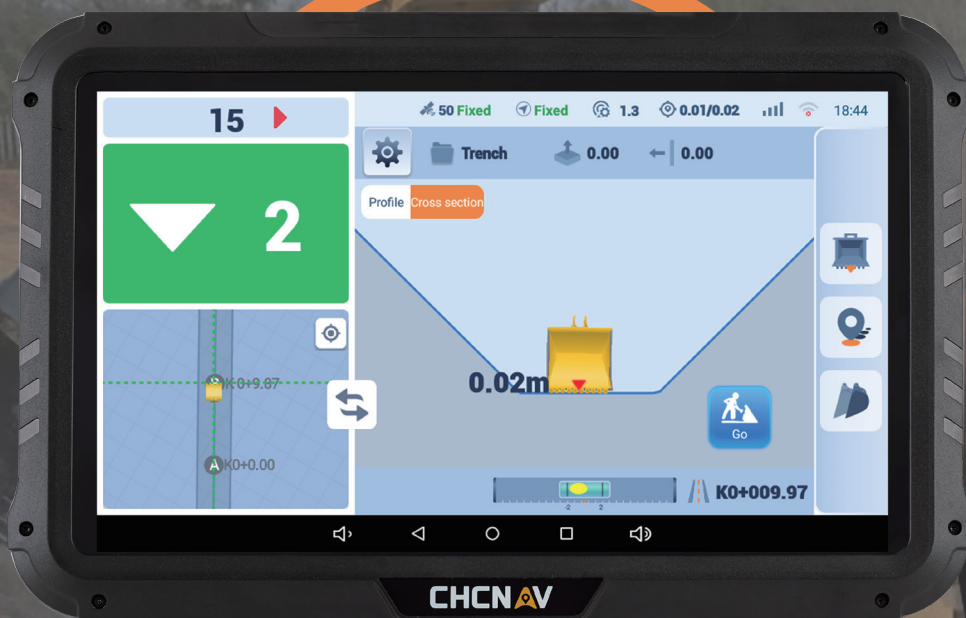 15
50 Fixed
Fixed
1.3
0.01/0.02
18:44
2
Trench
0.00
0.00
Profile
Cross section
0.02m
K0+9.87
A
K0+0.00
Go
-2
2
K0+009.97
CHCNAV